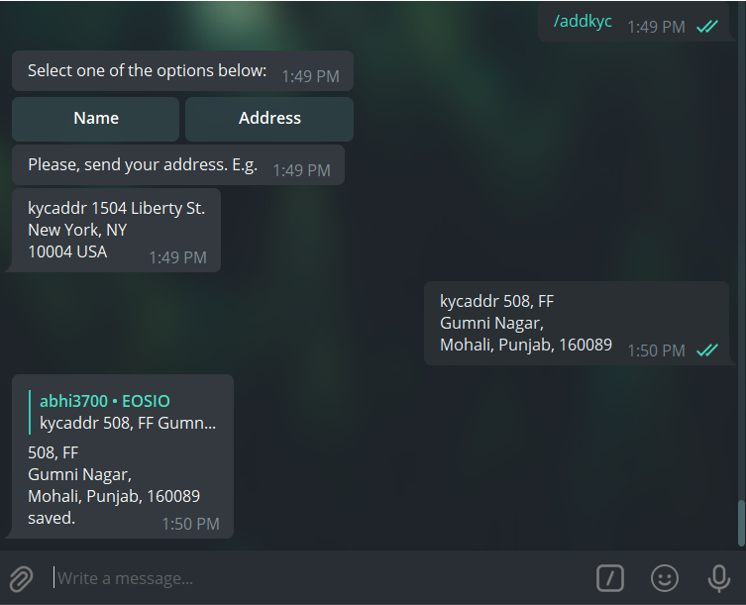 /addkyc 1:49 PM
Select one of the options below: 1:49 PM
Name Address
Please, send your address. E.g. 1:49 PM
kycaddr 1504 Liberty St.
New York, NY
10004 USA 1:49 PM
kycaddr 508, FF
Gumni Nagar,
Mohali, Punjab, 160089 1:50 PM
abhi3700 • EOSIO
kycaddr 508, FF Gumn...
508, FF
Gumni Nagar,
Mohali, Punjab, 160089
saved. 1:50 PM
Write a message...